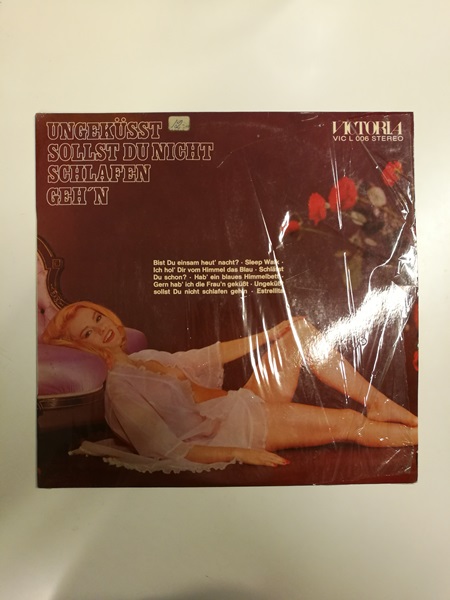 UNGEKÜSST
SOLLST DU NICHT
SCHLAFEN
GEH´N
VICTORIA
VIC L 006 STEREO
Bist Du einsam heut' nacht? · Sleep Walk ·
Ich hol' Dir vom Himmel das Blau · Schläfst
Du schon? · Hab' ein blaues Himmelbett
Gern hab' ich die Frau'n geküßt · Ungeküßt
sollst Du nicht schlafen gehn · Estrellita